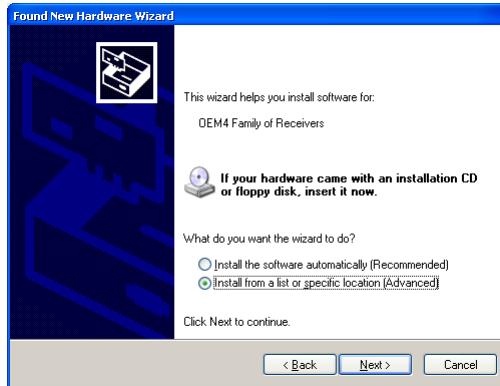 Found New Hardware Wizard
This wizard helps you install software for:
OEM4 Family of Receivers
If your hardware came with an installation CD
or floppy disk, insert it now.
What do you want the wizard to do?
Install the software automatically (Recommended)
Install from a list or specific location (Advanced)
Click Next to continue.
< Back
Next >
Cancel